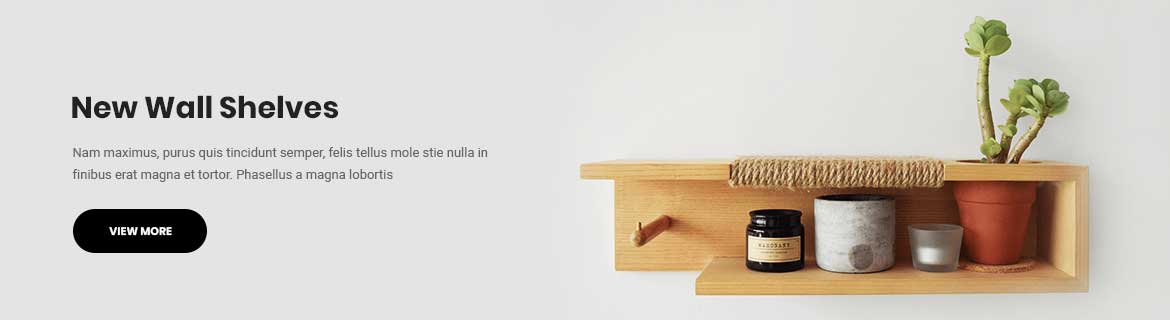 New Wall Shelves
Nam maximus, purus quis tincidunt semper, felis tellus mole stie nulla in
finibus erat magna et tortor. Phasellus a magna lobortis
VIEW MORE